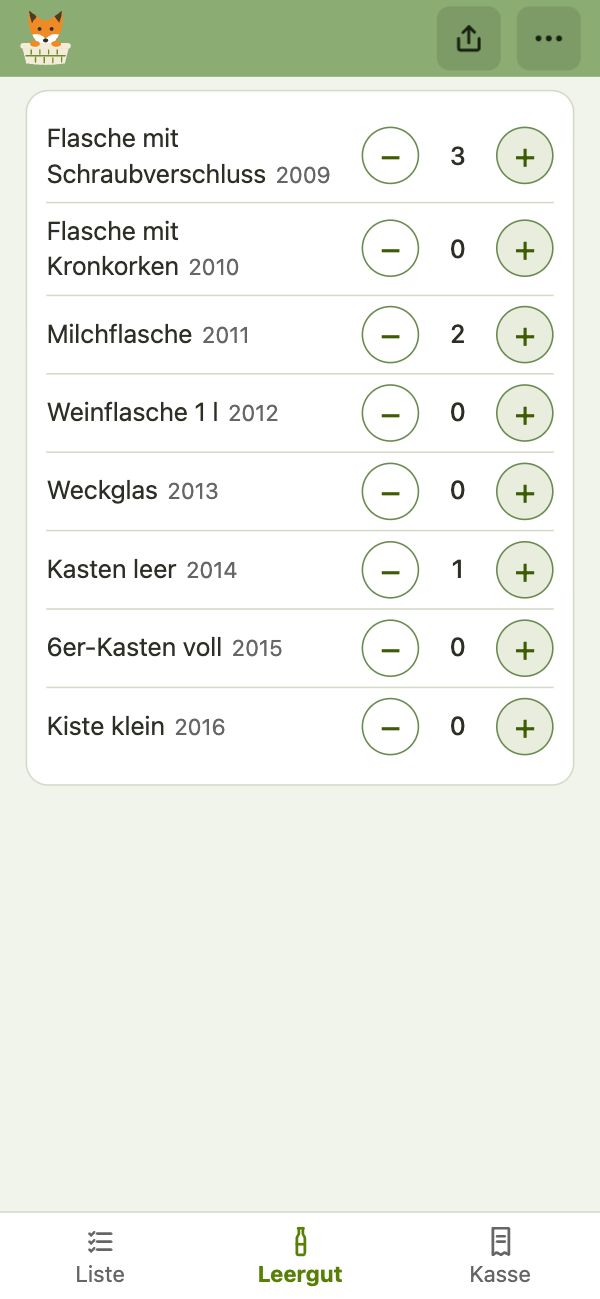 Flasche mit
Schraubverschluss 2009 − 3 +
Flasche mit
Kronkorken 2010 − 0 +
Milchflasche 2011 − 2 +
Weinflasche 1 l 2012 − 0 +
Weckglas 2013 − 0 +
Kasten leer 2014 − 1 +
6er-Kasten voll 2015 − 0 +
Kiste klein 2016 − 0 +
Liste Leergut Kasse